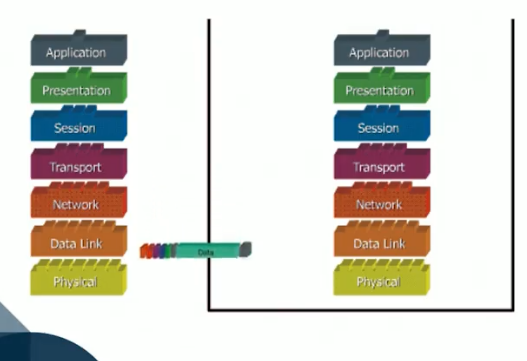 Application
Presentation
Session
Transport
Network
Data Link
Physical
Data
Application
Presentation
Session
Transport
Network
Data Link
Physical